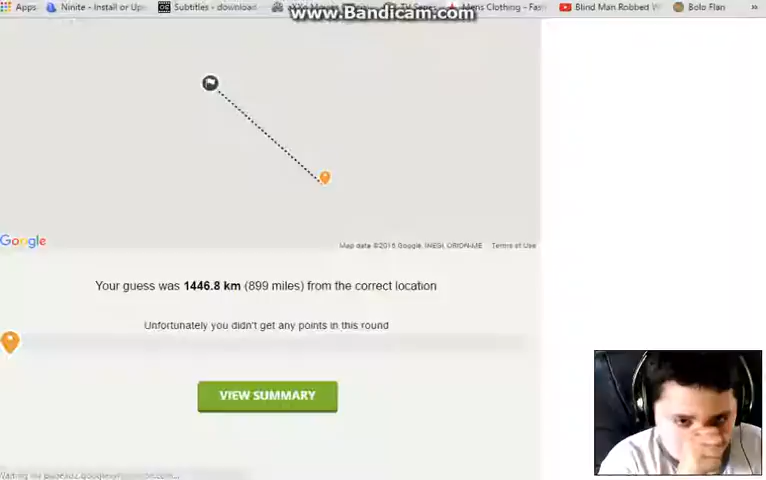 www.Bandicam.com
Apps Ninite - Install or Up Subtitles - download Mens Clothing - Fas Blind Man Robbed Bolo Flan »
Google
Map data ©2015 Google, INEGI, ORION-ME Terms of Use
Your guess was 1446.8 km (899 miles) from the correct location
Unfortunately you didn't get any points in this round
VIEW SUMMARY